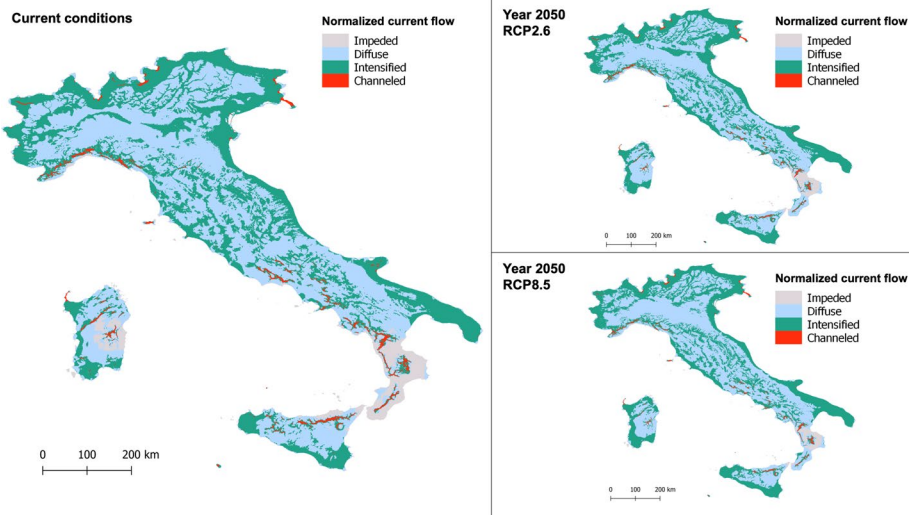 Current conditions
Normalized current flow
Impeded
Diffuse
Intensified
Channeled
0 100 200 km
Year 2050
RCP2.6
Normalized current flow
Impeded
Diffuse
Intensified
Channeled
0 100 200 km
Year 2050
RCP8.5
Normalized current flow
Impeded
Diffuse
Intensified
Channeled
0 100 200 km